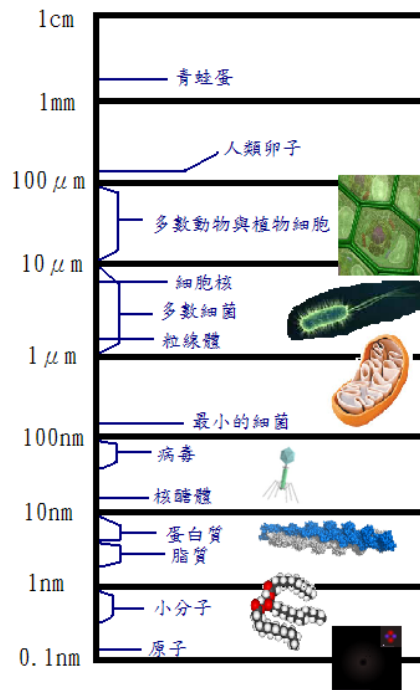 1cm
青蛙蛋
1mm
人類卵子
100μm
多數動物與植物細胞
10μm
細胞核
多數細菌
粒線體
1μm
最小的細菌
100nm
病毒
核醣體
10nm
蛋白質
脂質
1nm
小分子
原子
0.1nm